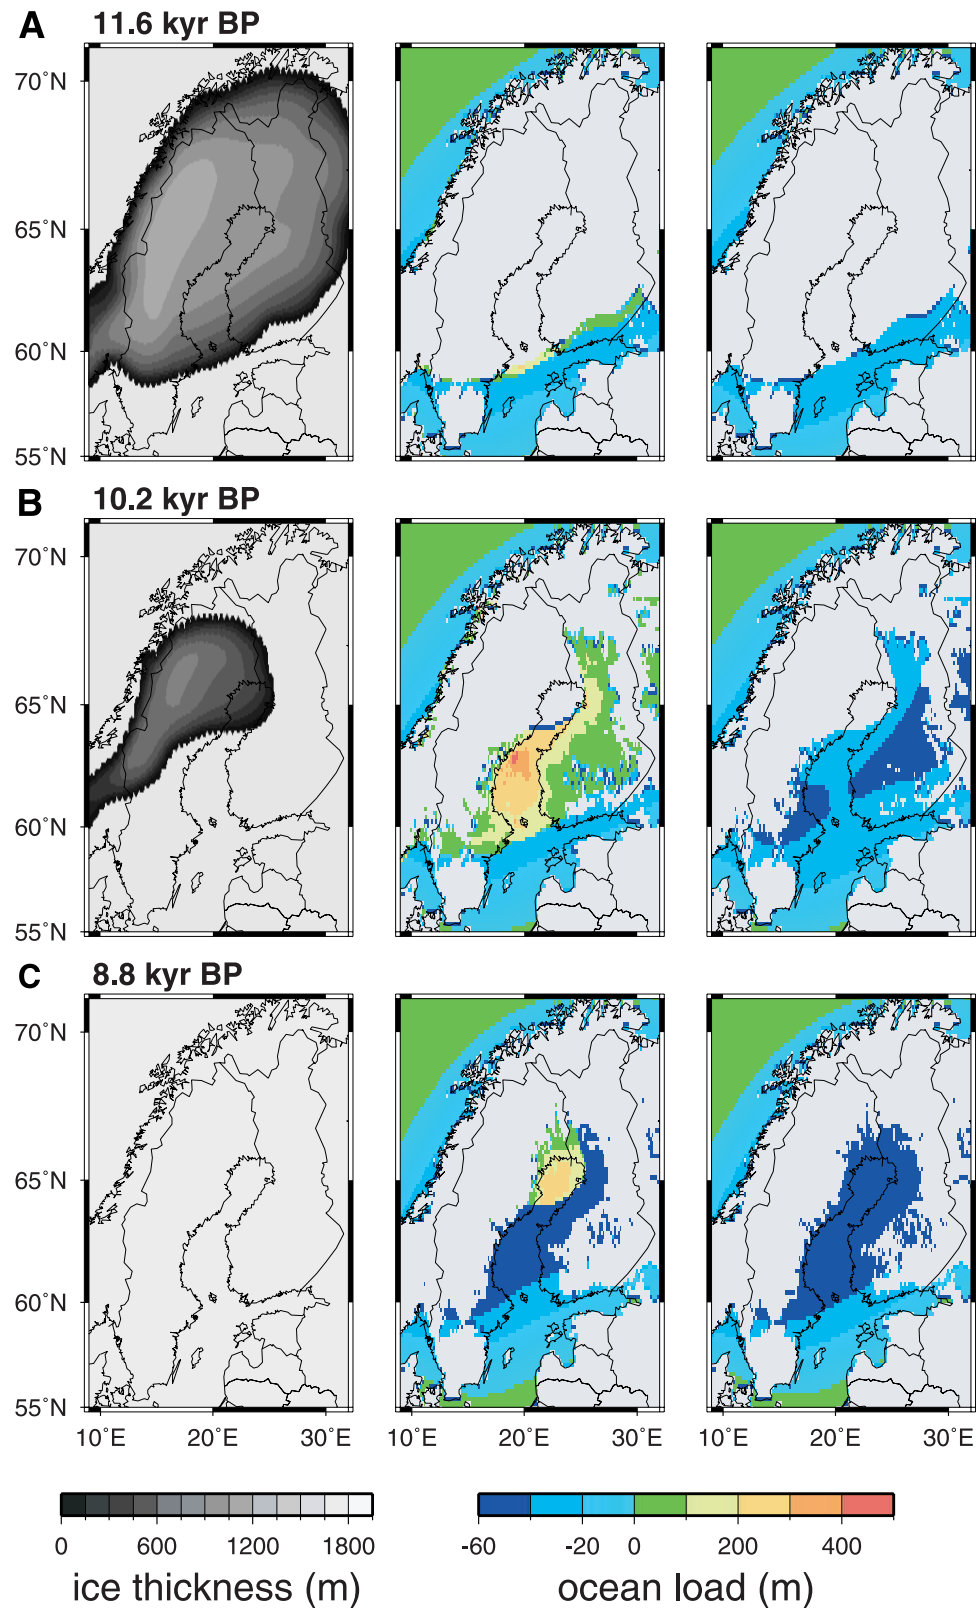 A 11.6 kyr BP
70°N
65°N
60°N
55°N
B 10.2 kyr BP
70°N
65°N
60°N
55°N
C 8.8 kyr BP
70°N
65°N
60°N
55°N
10°E 20°E 30°E 10°E 20°E 30°E 10°E 20°E 30°E
0 600 1200 1800 -60 -20 0 200 400
ice thickness (m) ocean load (m)